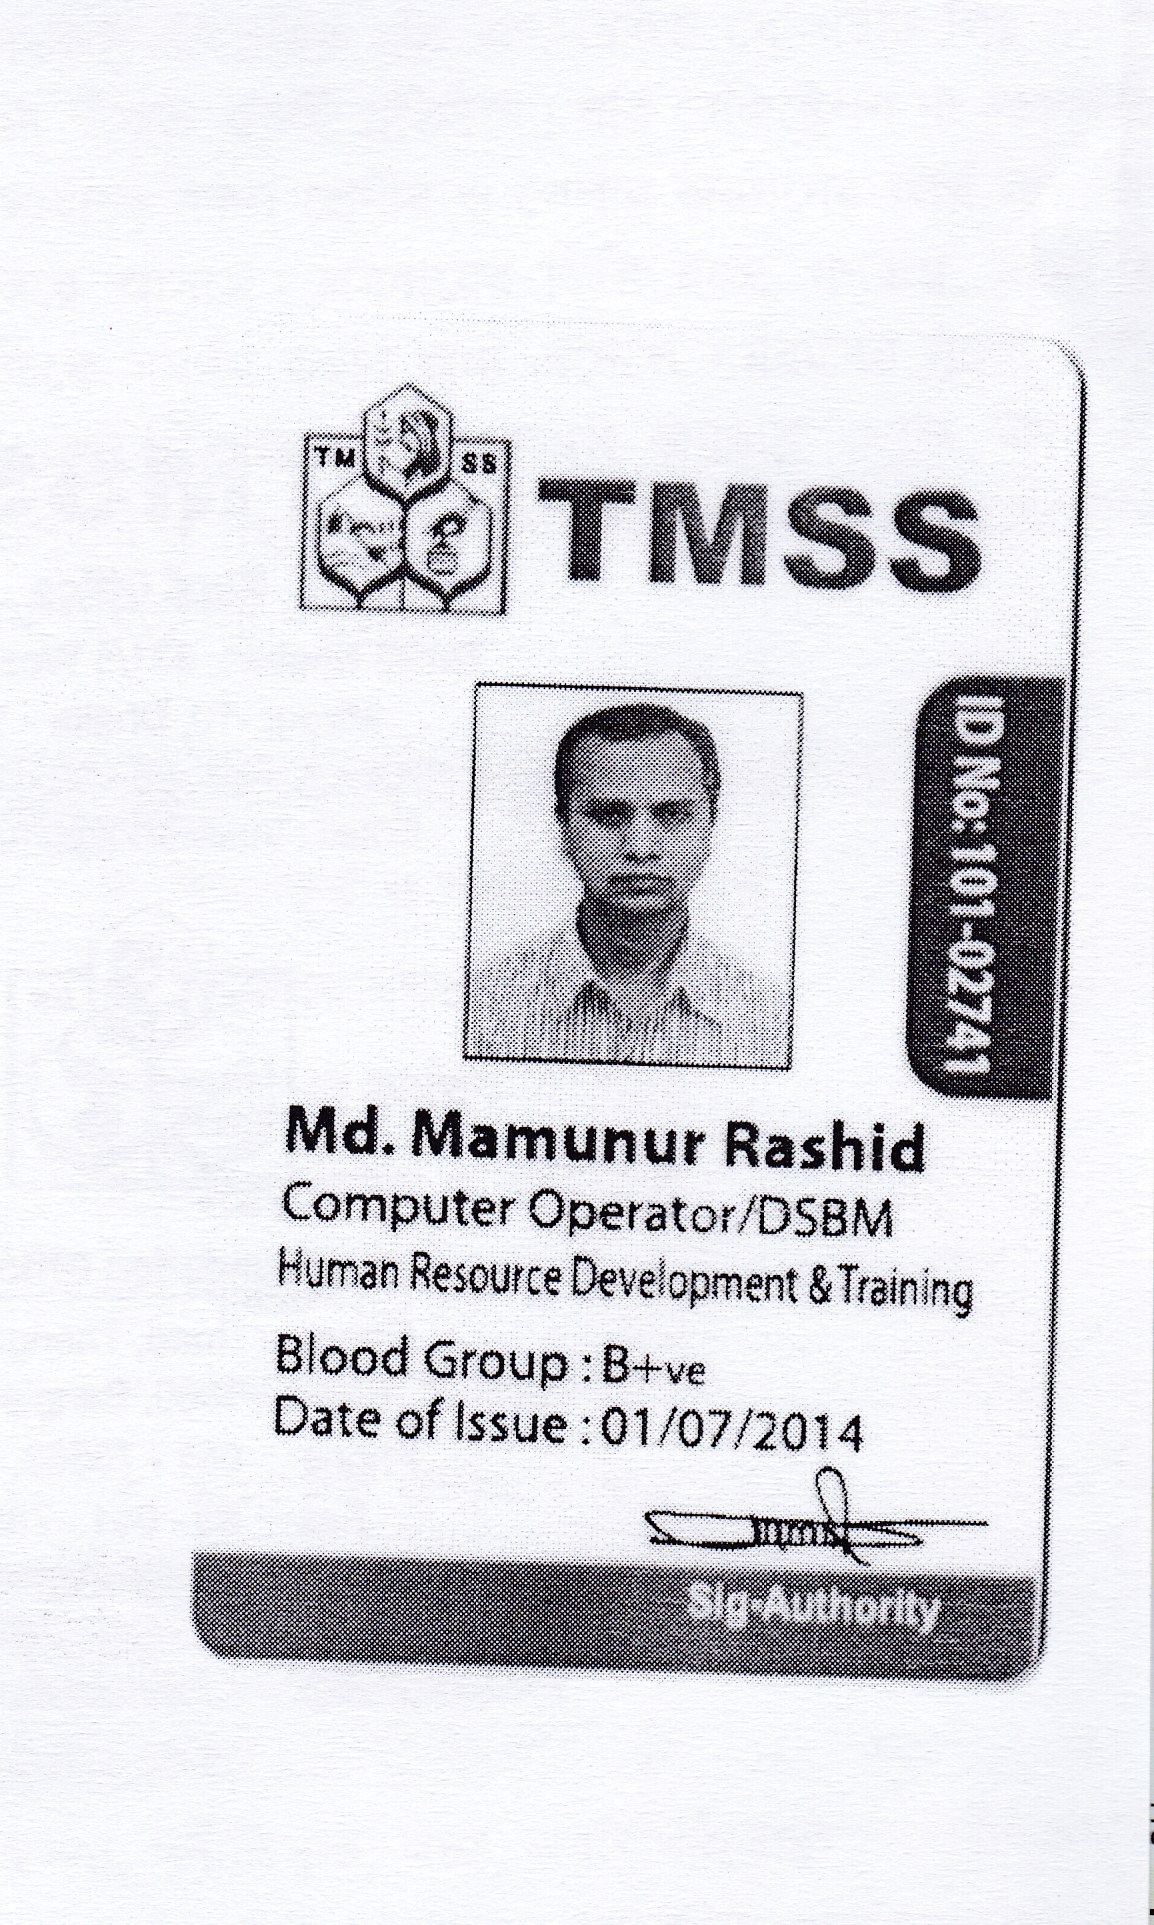 TM SS
TMSS
ID No: 101-02741
Md. Mamunur Rashid
Computer Operator/DSBM
Human Resource Development & Training
Blood Group : B+ve
Date of Issue : 01/07/2014
Sig-Authority